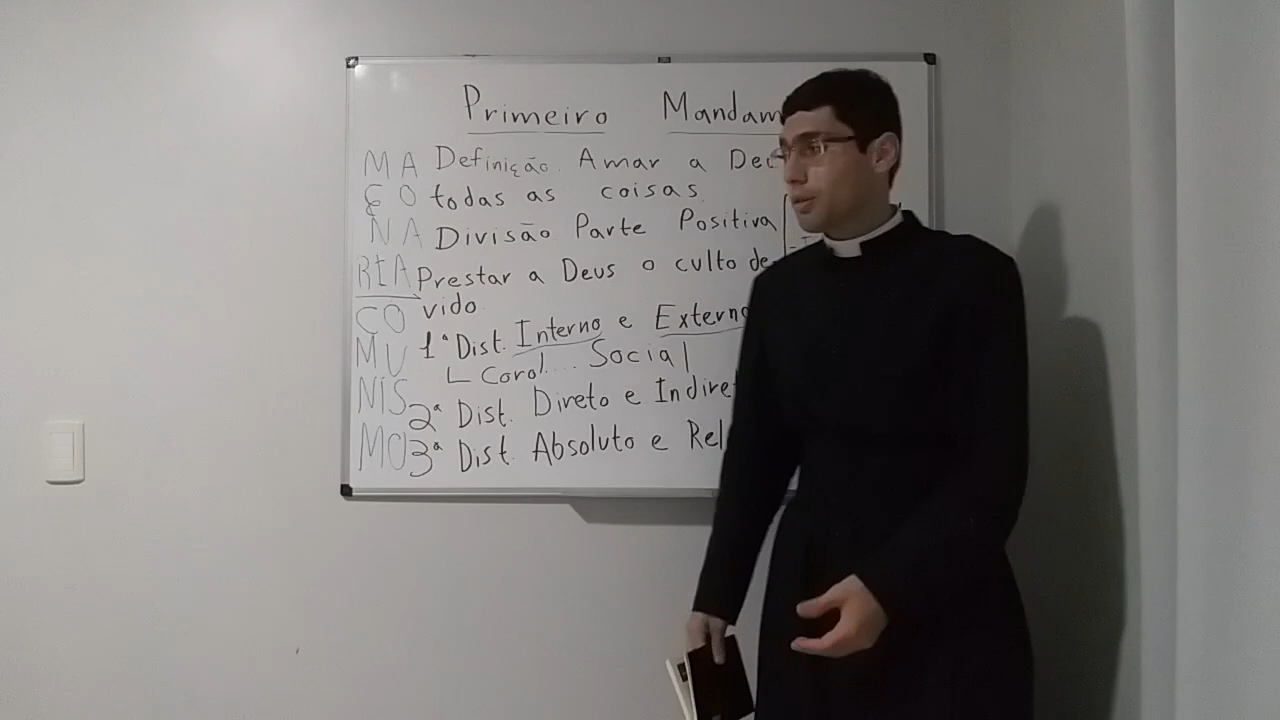 Primeiro Mandam
MA Definição. Amar a Deu
ÇO todas as coisas.
NA Divisão Parte Positiva
RIA Prestar a Deus o culto de-
vido
CO
MU 1ª Dist. Interno e Externo
Corol... Social
NIS 2ª Dist. Direto e Indiret
MO 3ª Dist. Absoluto e Rel